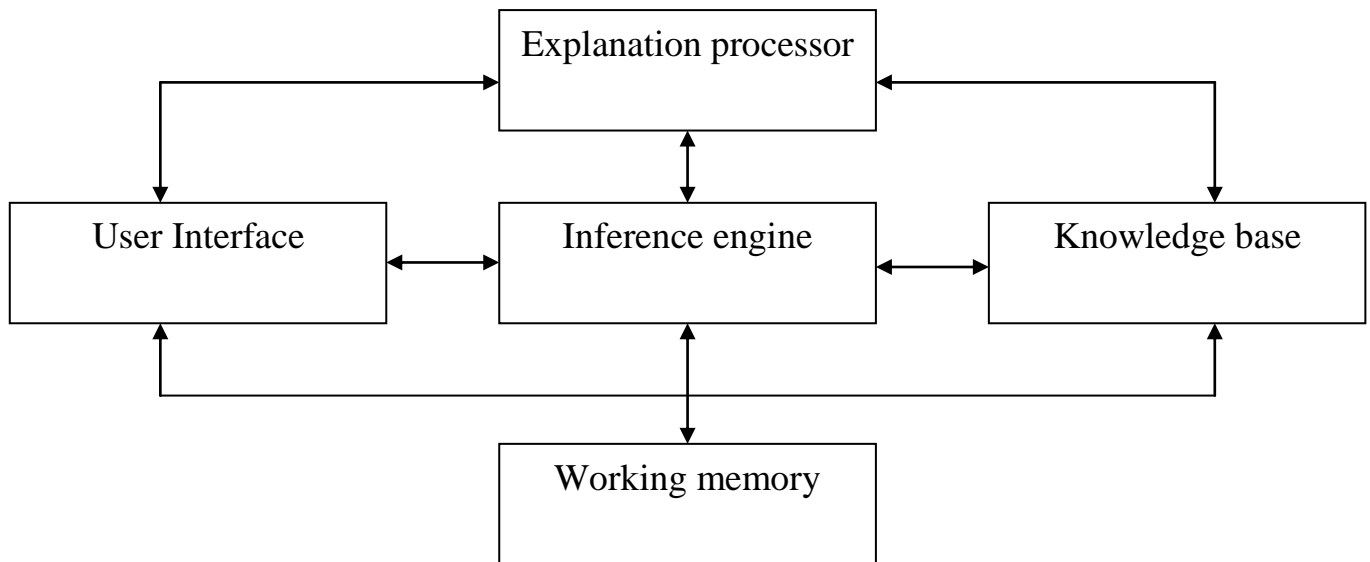 Explanation processor
User Interface
Inference engine
Knowledge base
Working memory